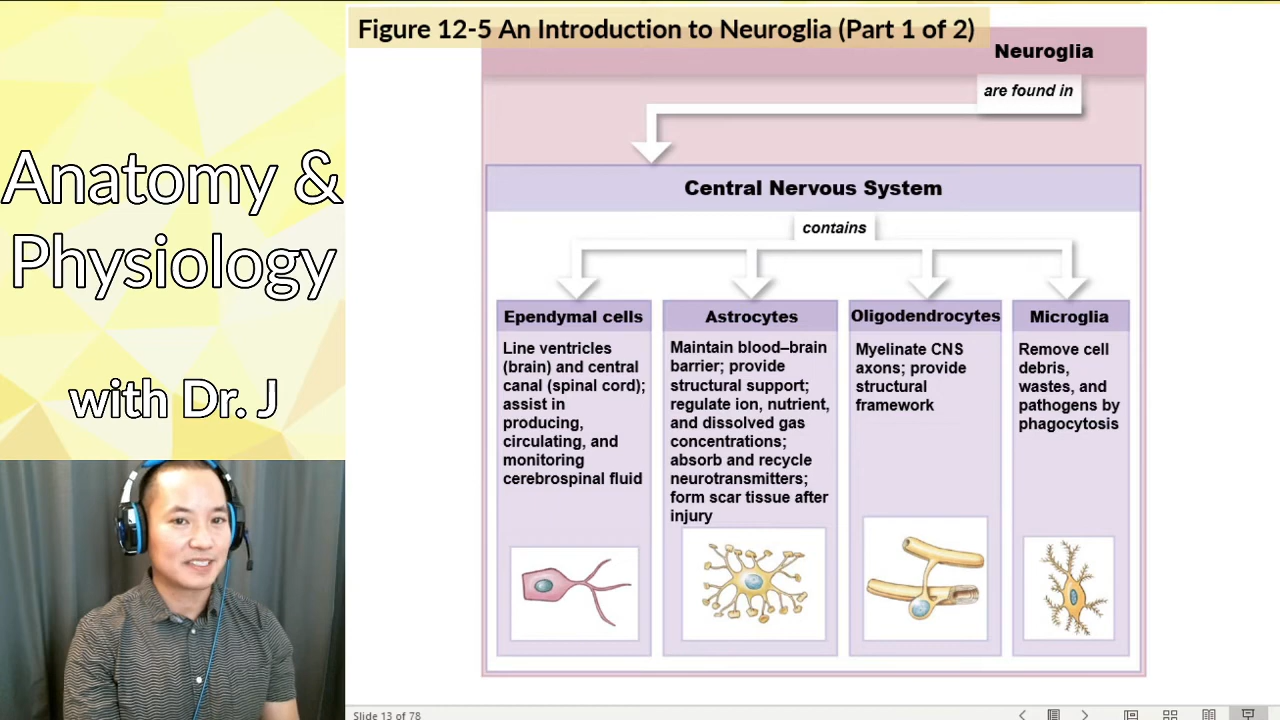 Anatomy &
Physiology
with Dr. J
Figure 12-5 An Introduction to Neuroglia (Part 1 of 2)
Neuroglia
are found in
Central Nervous System
contains
Ependymal cells
Line ventricles
(brain) and central
canal (spinal cord);
assist in
producing,
circulating, and
monitoring
cerebrospinal fluid
Astrocytes
Maintain blood–brain
barrier; provide
structural support;
regulate ion, nutrient,
and dissolved gas
concentrations;
absorb and recycle
neurotransmitters;
form scar tissue after
injury
Oligodendrocytes
Myelinate CNS
axons; provide
structural
framework
Microglia
Remove cell
debris,
wastes, and
pathogens by
phagocytosis
Slide 13 of 78